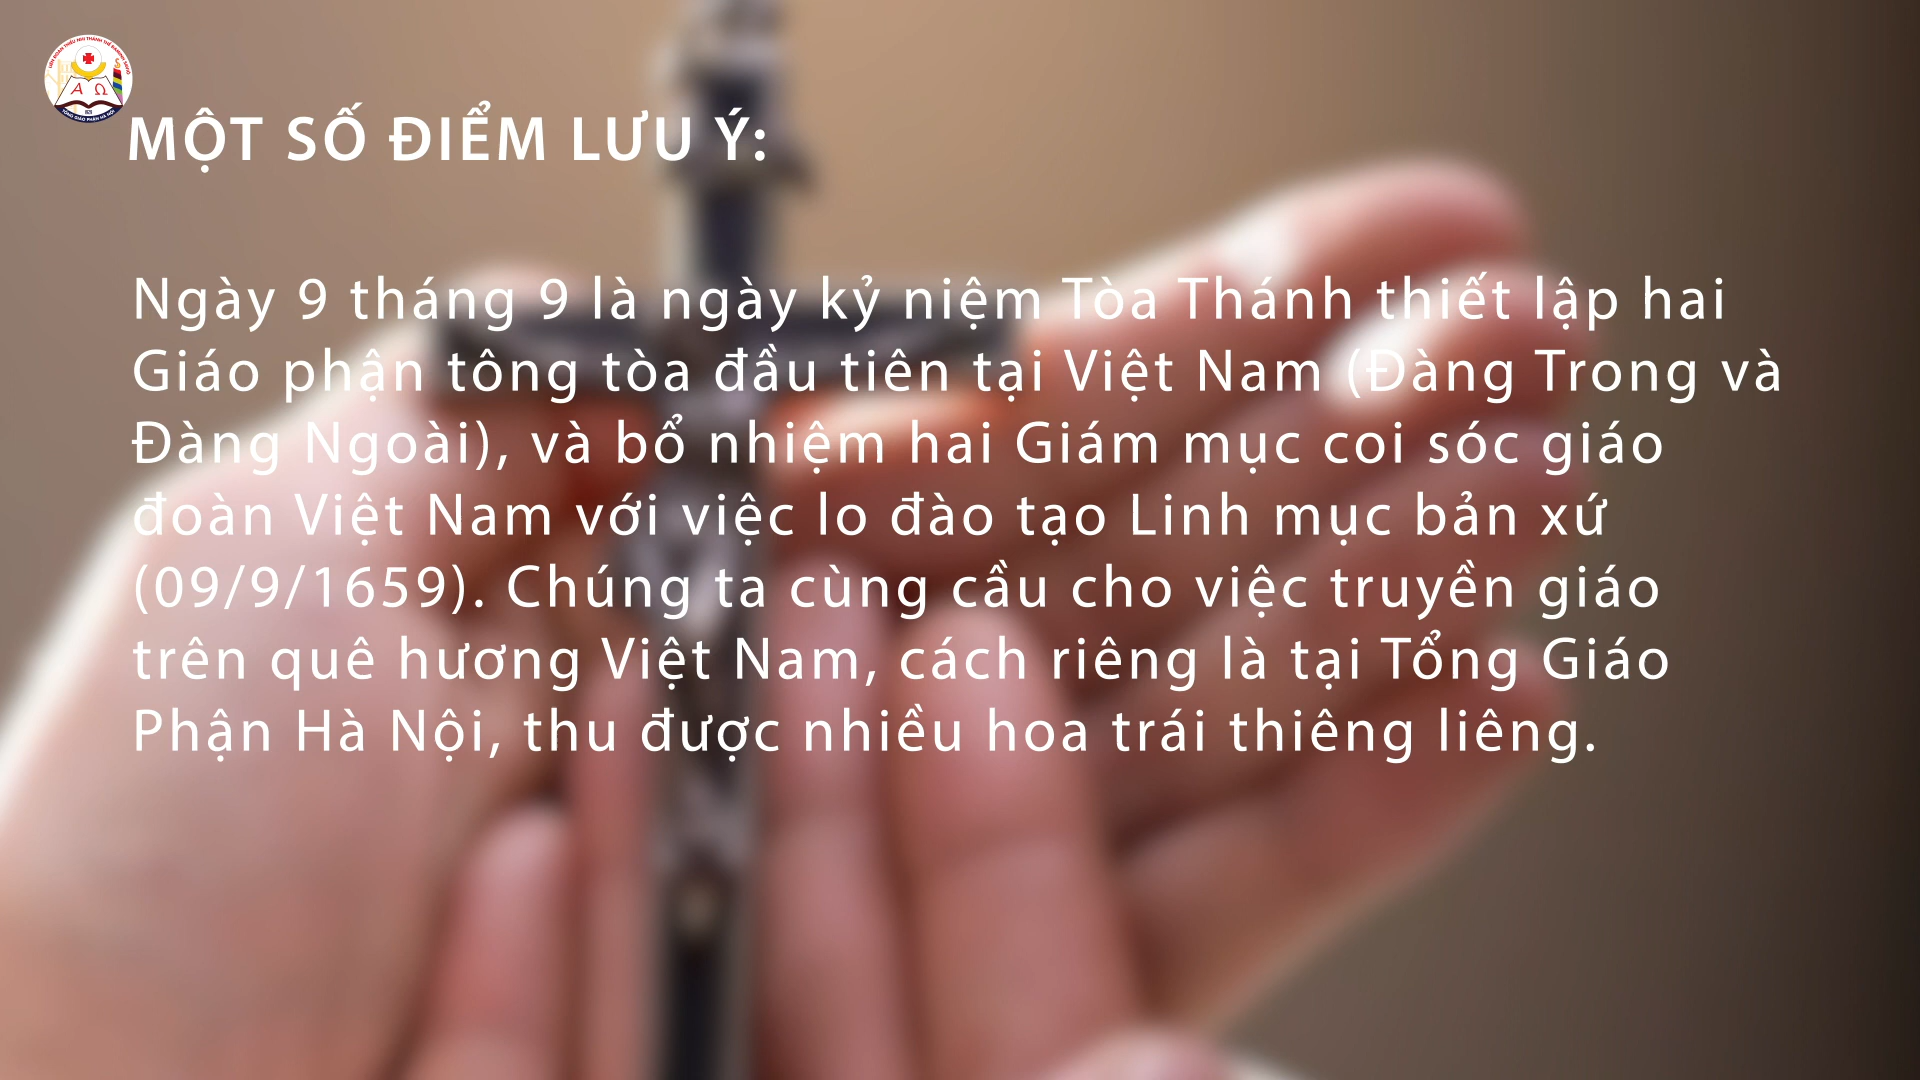 MỘT SỐ ĐIỂM LƯU Ý:
Ngày 9 tháng 9 là ngày kỷ niệm Tòa Thánh thiết lập hai
Giáo phận tông tòa đầu tiên tại Việt Nam (Đàng Trong và
Đàng Ngoài), và bổ nhiệm hai Giám mục coi sóc giáo
đoàn Việt Nam với việc lo đào tạo Linh mục bản xứ
(09/9/1659). Chúng ta cùng cầu cho việc truyền giáo
trên quê hương Việt Nam, cách riêng là tại Tổng Giáo
Phận Hà Nội, thu được nhiều hoa trái thiêng liêng.